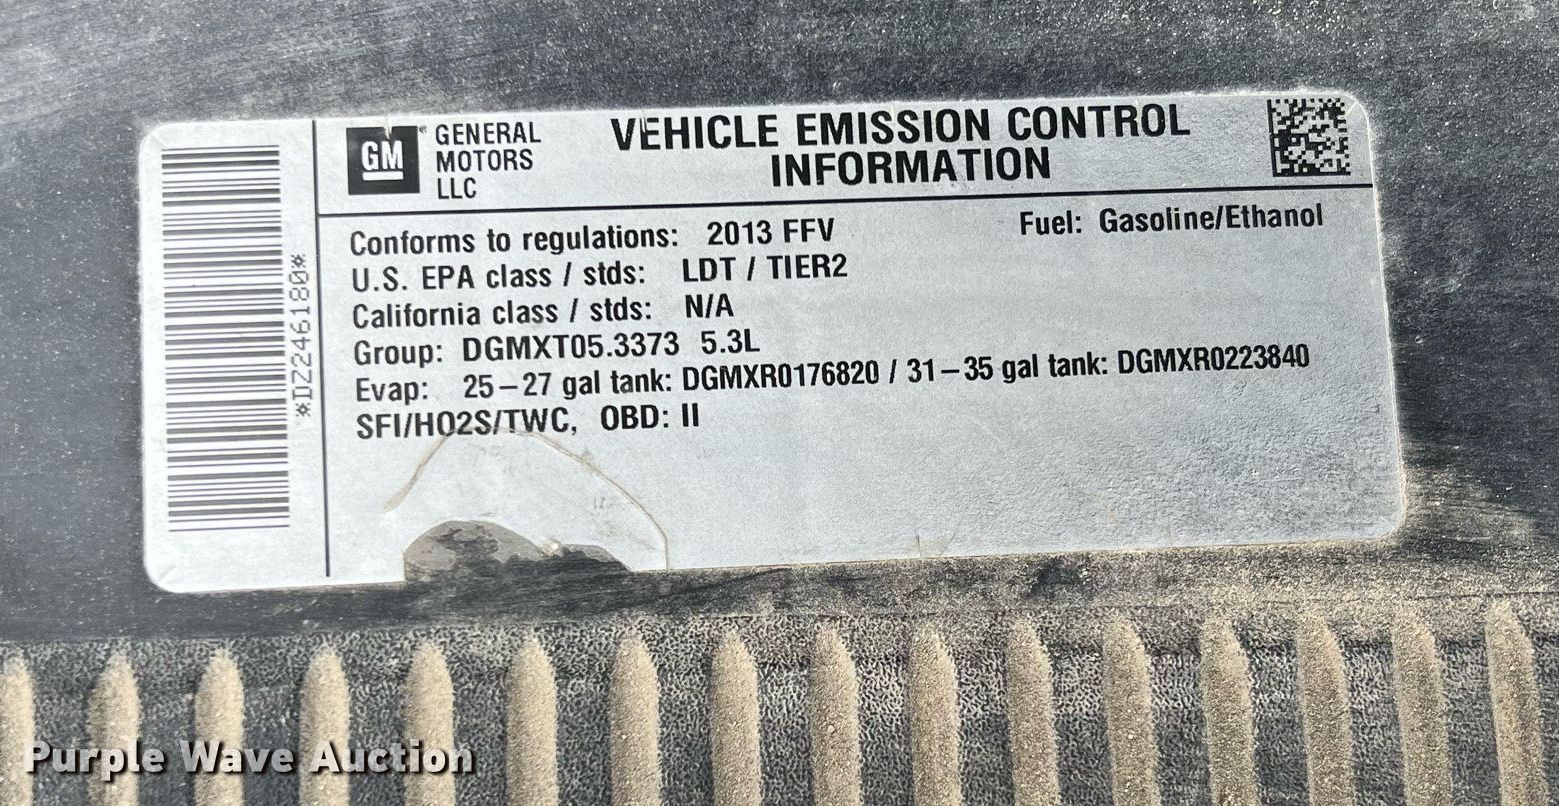 GM
GENERAL
MOTORS
LLC
VEHICLE EMISSION CONTROL
INFORMATION
Conforms to regulations: 2013 FFV
Fuel: Gasoline/Ethanol
U.S. EPA class / stds: LDT / TIER2
California class / stds: N/A
Group: DGMXT05.3373 5.3L
Evap: 25–27 gal tank: DGMXR0176820 / 31–35 gal tank: DGMXR0223840
SFI/HO2S/TWC, OBD: II
*DZ246180*
Purple Wave Auction